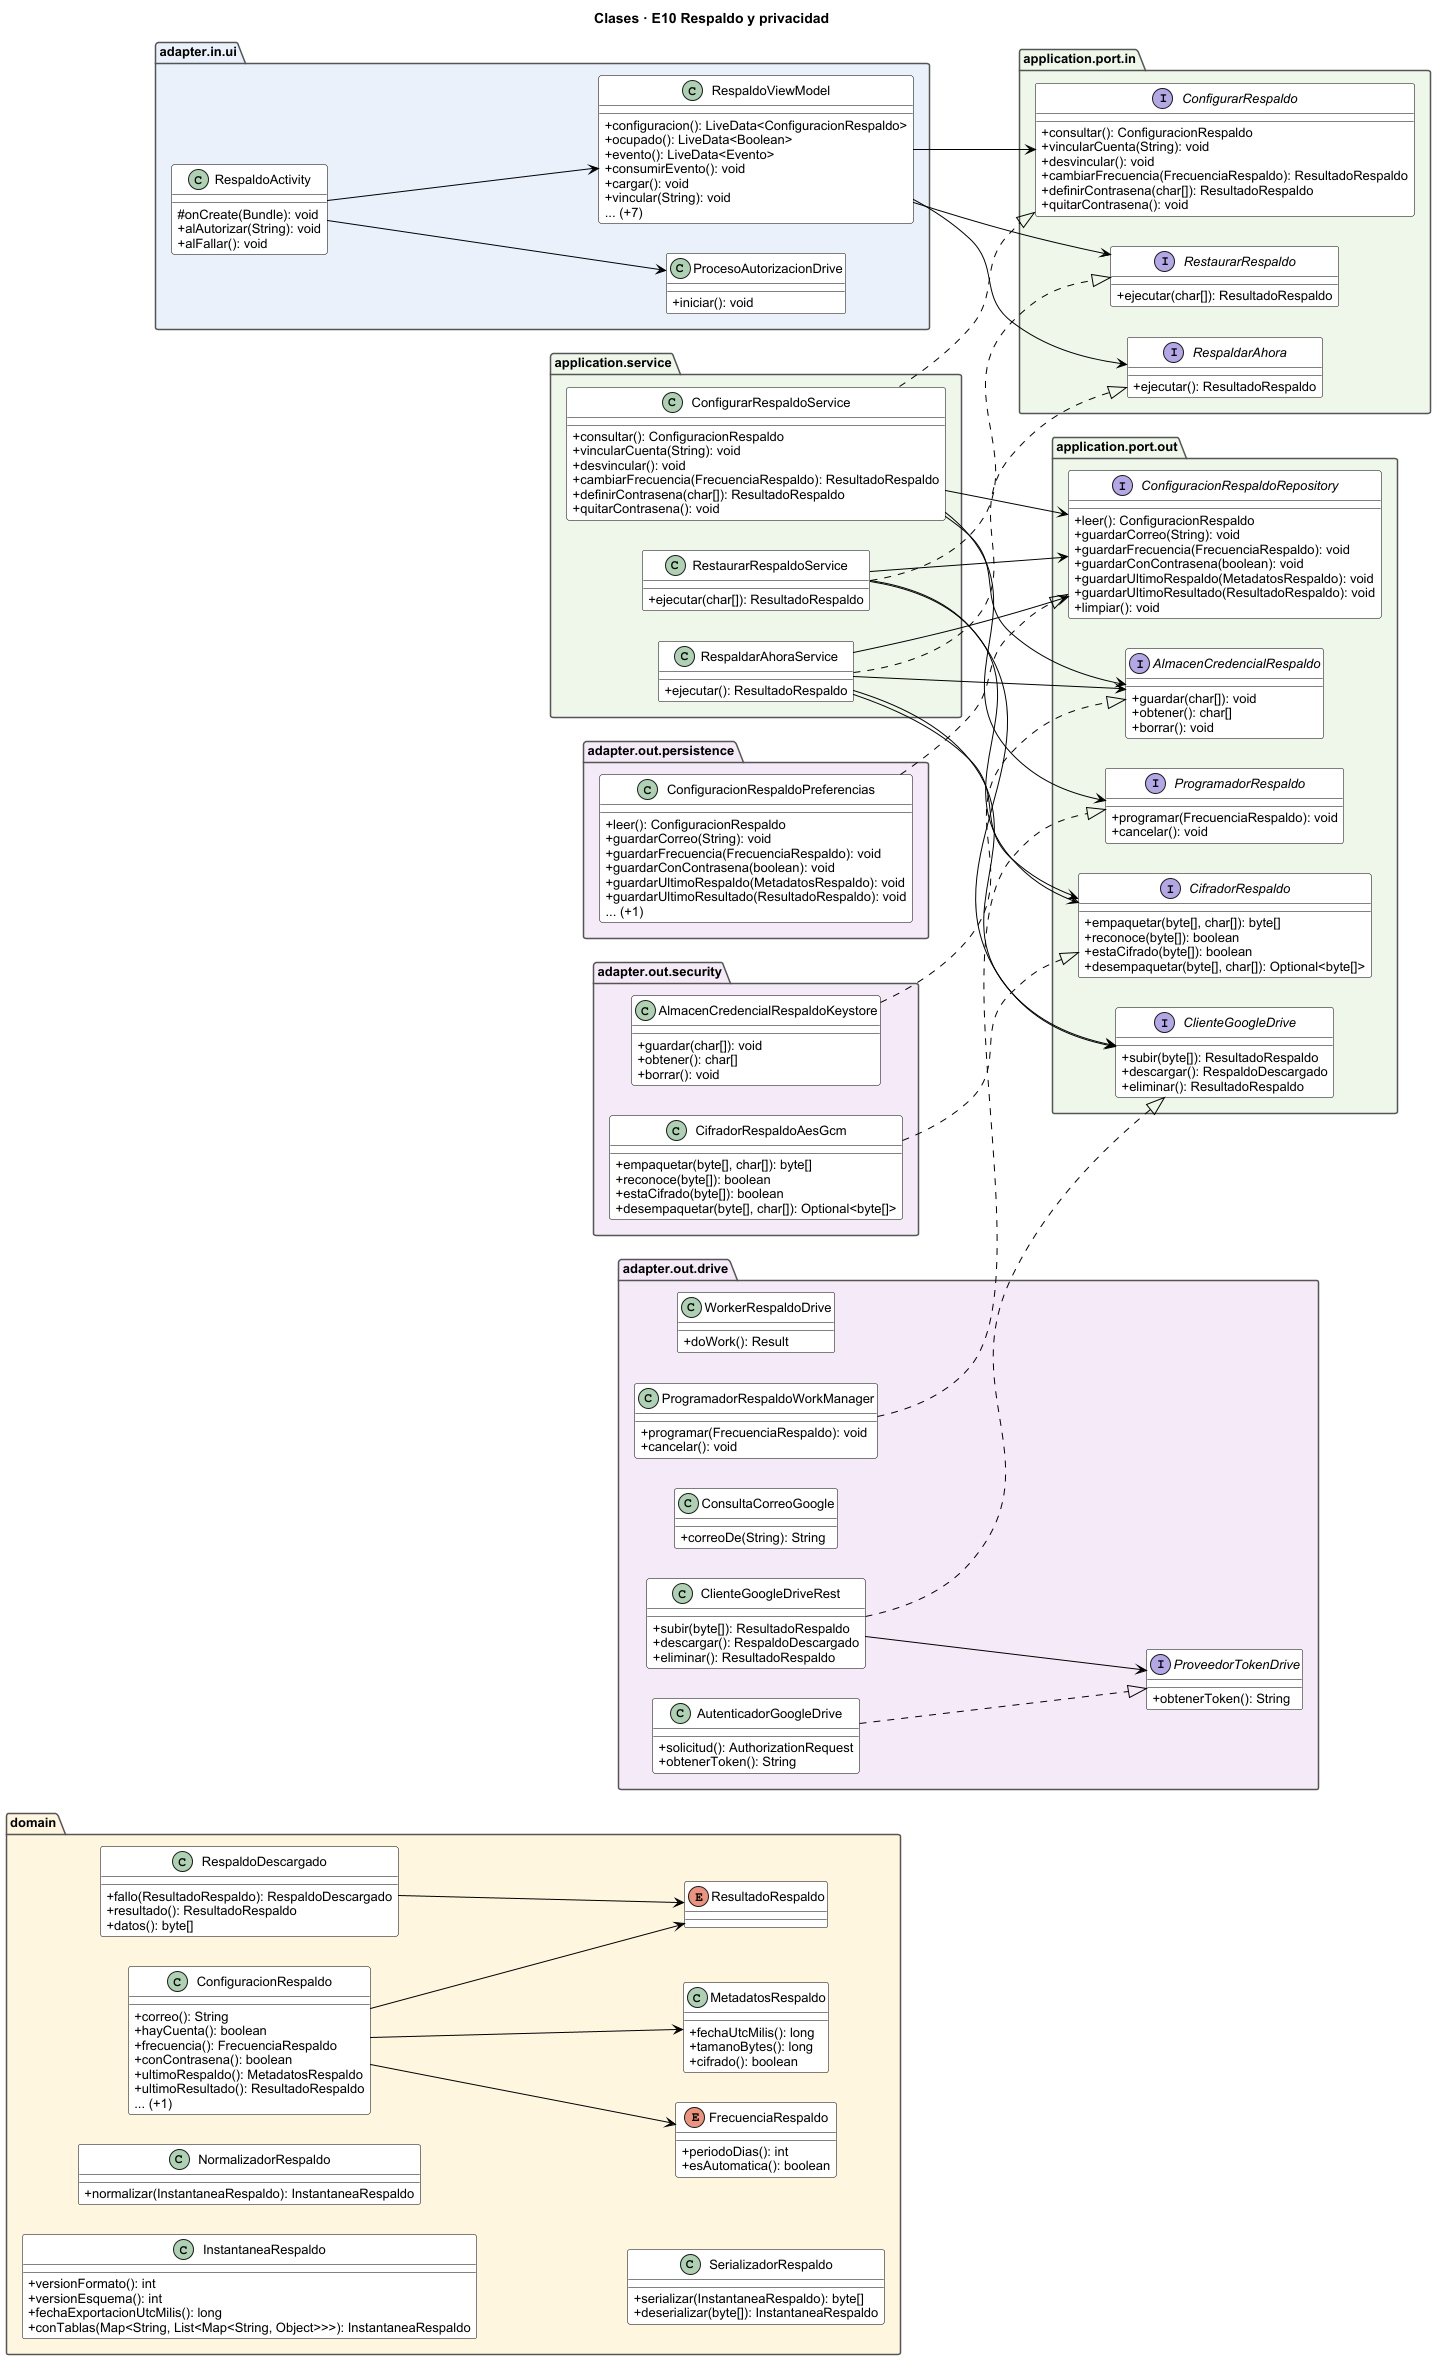 Clases · E10 Respaldo y privacidad
adapter.in.ui
RespaldoActivity
#onCreate(Bundle): void
+alAutorizar(String): void
+alFallar(): void
RespaldoViewModel
+configuracion(): LiveData<ConfiguracionRespaldo>
+ocupado(): LiveData<Boolean>
+evento(): LiveData<Evento>
+consumirEvento(): void
+cargar(): void
+vincular(String): void
... (+7)
ProcesoAutorizacionDrive
+iniciar(): void
application.port.in
ConfigurarRespaldo
+consultar(): ConfiguracionRespaldo
+vincularCuenta(String): void
+desvincular(): void
+cambiarFrecuencia(FrecuenciaRespaldo): ResultadoRespaldo
+definirContrasena(char[]): ResultadoRespaldo
+quitarContrasena(): void
RestaurarRespaldo
+ejecutar(char[]): ResultadoRespaldo
RespaldarAhora
+ejecutar(): ResultadoRespaldo
application.service
ConfigurarRespaldoService
+consultar(): ConfiguracionRespaldo
+vincularCuenta(String): void
+desvincular(): void
+cambiarFrecuencia(FrecuenciaRespaldo): ResultadoRespaldo
+definirContrasena(char[]): ResultadoRespaldo
+quitarContrasena(): void
RestaurarRespaldoService
+ejecutar(char[]): ResultadoRespaldo
RespaldarAhoraService
+ejecutar(): ResultadoRespaldo
application.port.out
ConfiguracionRespaldoRepository
+leer(): ConfiguracionRespaldo
+guardarCorreo(String): void
+guardarFrecuencia(FrecuenciaRespaldo): void
+guardarConContrasena(boolean): void
+guardarUltimoRespaldo(MetadatosRespaldo): void
+guardarUltimoResultado(ResultadoRespaldo): void
+limpiar(): void
AlmacenCredencialRespaldo
+guardar(char[]): void
+obtener(): char[]
+borrar(): void
ProgramadorRespaldo
+programar(FrecuenciaRespaldo): void
+cancelar(): void
CifradorRespaldo
+empaquetar(byte[], char[]): byte[]
+reconoce(byte[]): boolean
+estaCifrado(byte[]): boolean
+desempaquetar(byte[], char[]): Optional<byte[]>
ClienteGoogleDrive
+subir(byte[]): ResultadoRespaldo
+descargar(): RespaldoDescargado
+eliminar(): ResultadoRespaldo
adapter.out.persistence
ConfiguracionRespaldoPreferencias
+leer(): ConfiguracionRespaldo
+guardarCorreo(String): void
+guardarFrecuencia(FrecuenciaRespaldo): void
+guardarConContrasena(boolean): void
+guardarUltimoRespaldo(MetadatosRespaldo): void
+guardarUltimoResultado(ResultadoRespaldo): void
... (+1)
adapter.out.security
AlmacenCredencialRespaldoKeystore
+guardar(char[]): void
+obtener(): char[]
+borrar(): void
CifradorRespaldoAesGcm
+empaquetar(byte[], char[]): byte[]
+reconoce(byte[]): boolean
+estaCifrado(byte[]): boolean
+desempaquetar(byte[], char[]): Optional<byte[]>
adapter.out.drive
WorkerRespaldoDrive
+doWork(): Result
ProgramadorRespaldoWorkManager
+programar(FrecuenciaRespaldo): void
+cancelar(): void
ConsultaCorreoGoogle
+correoDe(String): String
ClienteGoogleDriveRest
+subir(byte[]): ResultadoRespaldo
+descargar(): RespaldoDescargado
+eliminar(): ResultadoRespaldo
AutenticadorGoogleDrive
+solicitud(): AuthorizationRequest
+obtenerToken(): String
ProveedorTokenDrive
+obtenerToken(): String
domain
RespaldoDescargado
+fallo(ResultadoRespaldo): RespaldoDescargado
+resultado(): ResultadoRespaldo
+datos(): byte[]
ResultadoRespaldo
ConfiguracionRespaldo
+correo(): String
+hayCuenta(): boolean
+frecuencia(): FrecuenciaRespaldo
+conContrasena(): boolean
+ultimoRespaldo(): MetadatosRespaldo
+ultimoResultado(): ResultadoRespaldo
... (+1)
MetadatosRespaldo
+fechaUtcMilis(): long
+tamanoBytes(): long
+cifrado(): boolean
FrecuenciaRespaldo
+periodoDias(): int
+esAutomatica(): boolean
NormalizadorRespaldo
+normalizar(InstantaneaRespaldo): InstantaneaRespaldo
InstantaneaRespaldo
+versionFormato(): int
+versionEsquema(): int
+fechaExportacionUtcMilis(): long
+conTablas(Map<String, List<Map<String, Object>>>): InstantaneaRespaldo
SerializadorRespaldo
+serializar(InstantaneaRespaldo): byte[]
+deserializar(byte[]): InstantaneaRespaldo